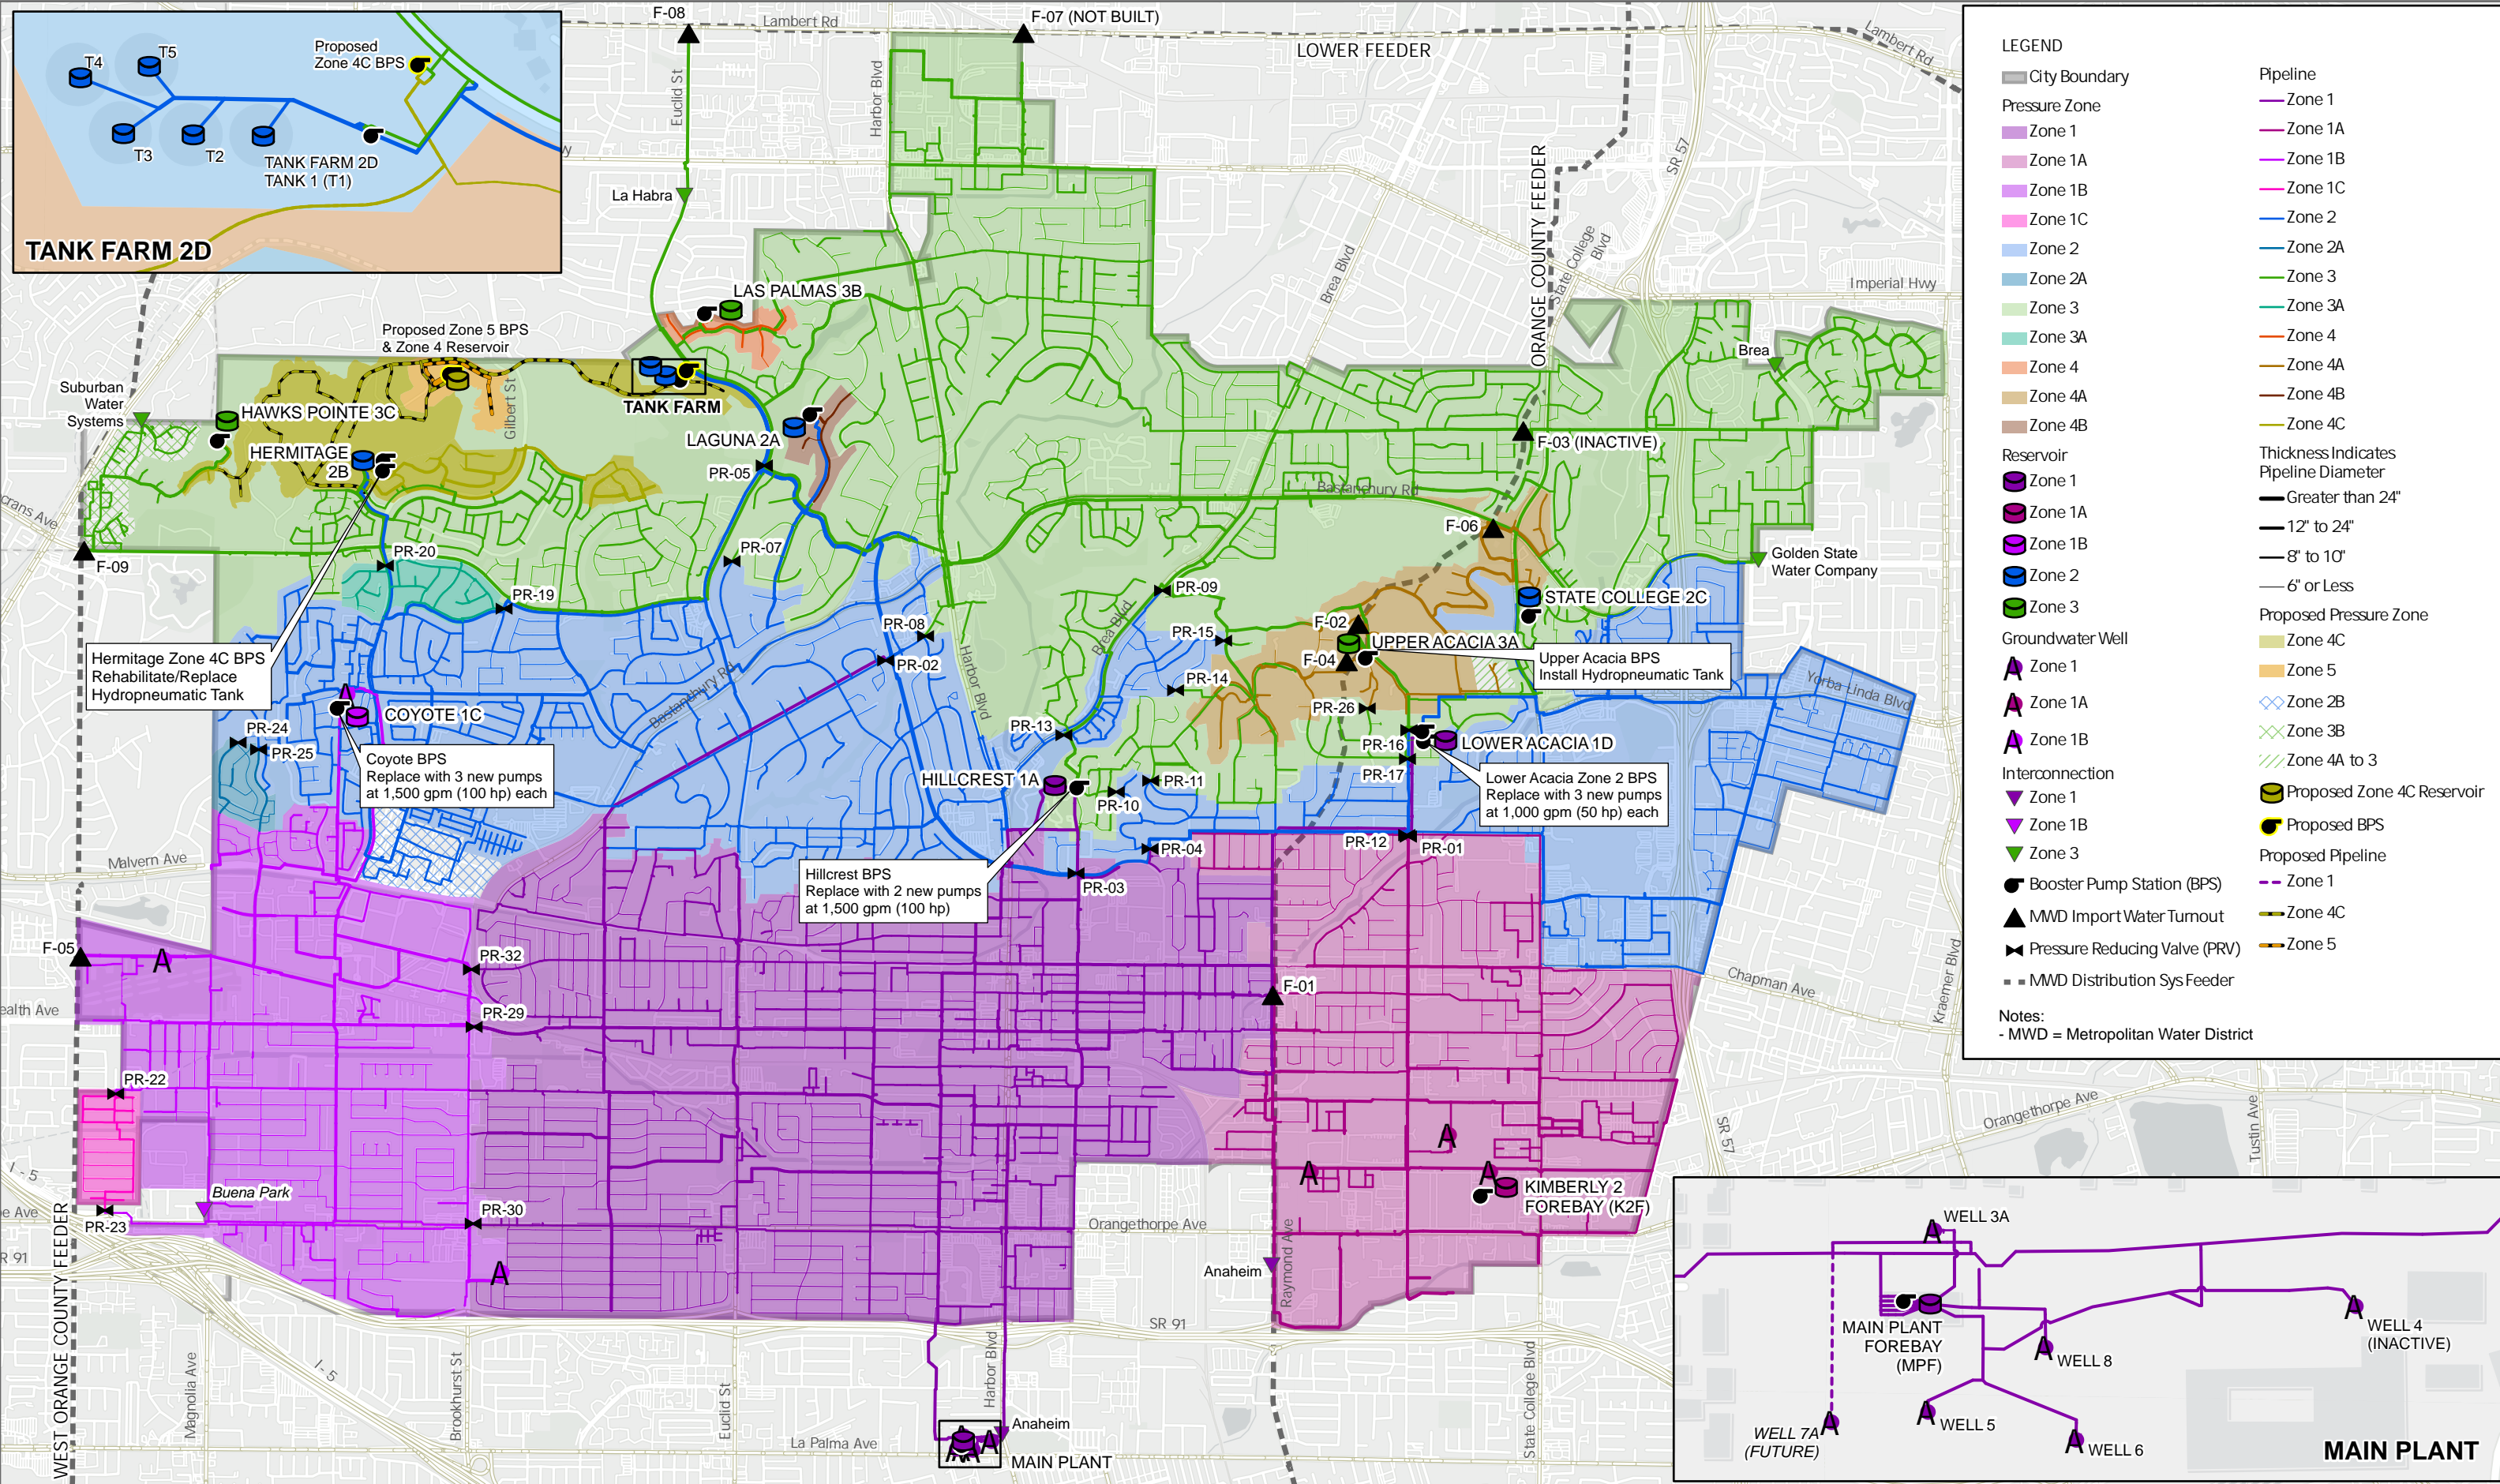 T4
T5
Proposed
Zone 4C BPS
T3
T2
TANK FARM 2D
TANK 1 (T1)
TANK FARM 2D
F-08
Lambert Rd
F-07 (NOT BUILT)
LOWER FEEDER
Lambert Rd
Euclid St
Harbor Blvd
La Habra
ORANGE COUNTY FEEDER
SR 57
State College
Blvd
Brea Blvd
Imperial Hwy
LAS PALMAS 3B
Proposed Zone 5 BPS
& Zone 4 Reservoir
Brea
Suburban
Water
Systems
HAWKS POINTE 3C
Gilbert St
TANK FARM
HERMITAGE
2B
LAGUNA 2A
PR-05
F-03 (INACTIVE)
crans Ave
Bastanchury Rd
F-06
F-09
PR-20
PR-07
Golden State
Water Company
PR-19
PR-09
Brea Blvd
STATE COLLEGE 2C
PR-08
PR-15
F-02
UPPER ACACIA 3A
Hermitage Zone 4C BPS
Rehabilitate/Replace
Hydropneumatic Tank
Bastanchury Rd
PR-02
Harbor Blvd
F-04
Upper Acacia BPS
Install Hydropneumatic Tank
PR-14
Yorba Linda Blvd
COYOTE 1C
PR-26
PR-24
PR-25
PR-13
PR-16
LOWER ACACIA 1D
Coyote BPS
Replace with 3 new pumps
at 1,500 gpm (100 hp) each
HILLCREST 1A
PR-11
PR-10
PR-17
Lower Acacia Zone 2 BPS
Replace with 3 new pumps
at 1,000 gpm (50 hp) each
Malvern Ave
PR-04
PR-12
PR-01
Hillcrest BPS
Replace with 2 new pumps
at 1,500 gpm (100 hp)
PR-03
F-05
PR-32
F-01
Chapman Ave
Kraemer Blvd
ealth Ave
PR-29
PR-22
SR 57
Orangethorpe Ave
Tustin Ave
I - 5
Buena Park
KIMBERLY 2
FOREBAY (K2F)
pe Ave
PR-23
PR-30
Orangethorpe Ave
Raymond Ave
R 91
Anaheim
WEST ORANGE COUNTY FEEDER
SR 91
I - 5
Magnolia Ave
Brookhurst St
Euclid St
Harbor Blvd
State College Blvd
La Palma Ave
Anaheim
MAIN PLANT
LEGEND
City Boundary
Pressure Zone
Zone 1
Zone 1A
Zone 1B
Zone 1C
Zone 2
Zone 2A
Zone 3
Zone 3A
Zone 4
Zone 4A
Zone 4B
Reservoir
Zone 1
Zone 1A
Zone 1B
Zone 2
Zone 3
Groundwater Well
Zone 1
Zone 1A
Zone 1B
Interconnection
Zone 1
Zone 1B
Zone 3
Booster Pump Station (BPS)
MWD Import Water Turnout
Pressure Reducing Valve (PRV)
MWD Distribution Sys Feeder
Pipeline
Zone 1
Zone 1A
Zone 1B
Zone 1C
Zone 2
Zone 2A
Zone 3
Zone 3A
Zone 4
Zone 4A
Zone 4B
Zone 4C
Thickness Indicates
Pipeline Diameter
Greater than 24"
12" to 24"
8" to 10"
6" or Less
Proposed Pressure Zone
Zone 4C
Zone 5
Zone 2B
Zone 3B
Zone 4A to 3
Proposed Zone 4C Reservoir
Proposed BPS
Proposed Pipeline
Zone 1
Zone 4C
Zone 5
Notes:
- MWD = Metropolitan Water District
WELL 3A
MAIN PLANT
FOREBAY
(MPF)
WELL 4
(INACTIVE)
WELL 8
WELL 5
WELL 7A
(FUTURE)
WELL 6
MAIN PLANT